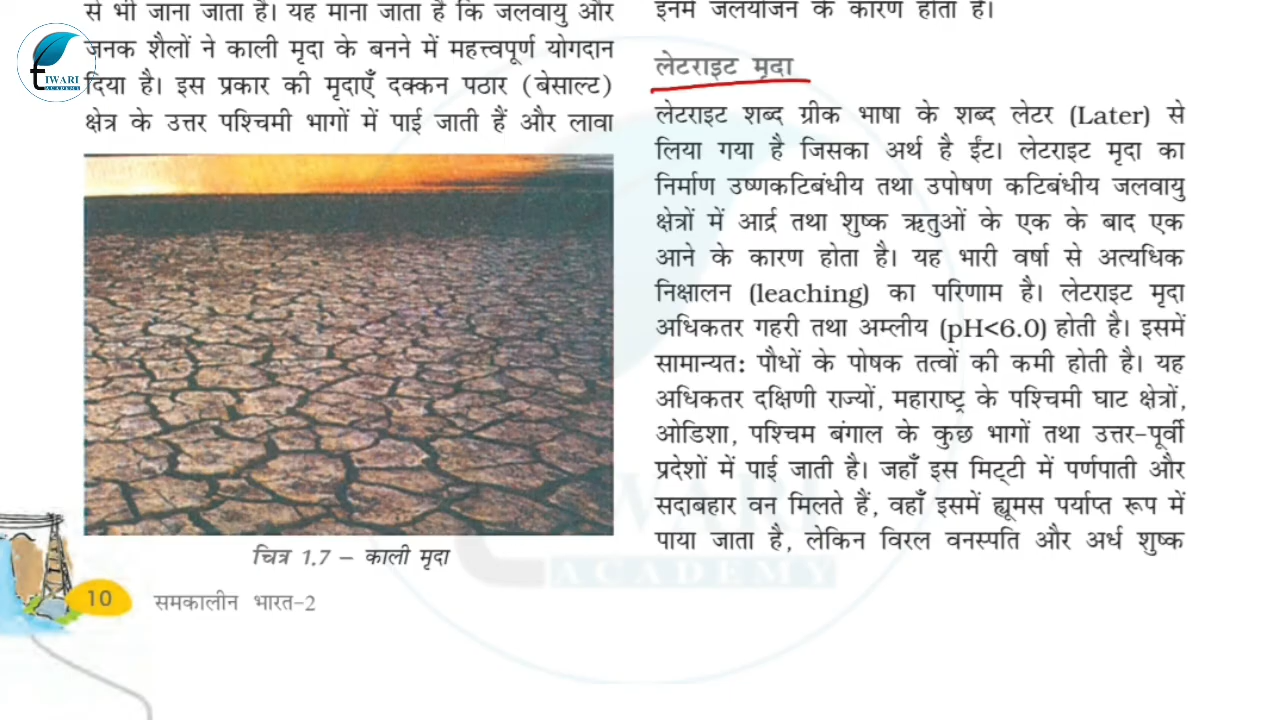 से भी जाना जाता है। यह माना जाता है कि जलवायु और
जनक शैलों ने काली मृदा के बनने में महत्त्वपूर्ण योगदान
दिया है। इस प्रकार की मृदाएँ दक्कन पठार (बेसाल्ट)
क्षेत्र के उत्तर पश्चिमी भागों में पाई जाती हैं और लावा
चित्र 1.7 – काली मृदा
10 समकालीन भारत-2
इनमें जलयोजन के कारण होता है।
लेटराइट मृदा
लेटराइट शब्द ग्रीक भाषा के शब्द लेटर (Later) से
लिया गया है जिसका अर्थ है ईंट। लेटराइट मृदा का
निर्माण उष्णकटिबंधीय तथा उपोषण कटिबंधीय जलवायु
क्षेत्रों में आर्द्र तथा शुष्क ऋतुओं के एक के बाद एक
आने के कारण होता है। यह भारी वर्षा से अत्यधिक
निक्षालन (leaching) का परिणाम है। लेटराइट मृदा
अधिकतर गहरी तथा अम्लीय (pH<6.0) होती है। इसमें
सामान्यतः पौधों के पोषक तत्वों की कमी होती है। यह
अधिकतर दक्षिणी राज्यों, महाराष्ट्र के पश्चिमी घाट क्षेत्रों,
ओडिशा, पश्चिम बंगाल के कुछ भागों तथा उत्तर-पूर्वी
प्रदेशों में पाई जाती है। जहाँ इस मिट्टी में पर्णपाती और
सदाबहार वन मिलते हैं, वहाँ इसमें ह्यूमस पर्याप्त रूप में
पाया जाता है, लेकिन विरल वनस्पति और अर्ध शुष्क
TIWARI
ACADEMY
TIWARI
ACADEMY